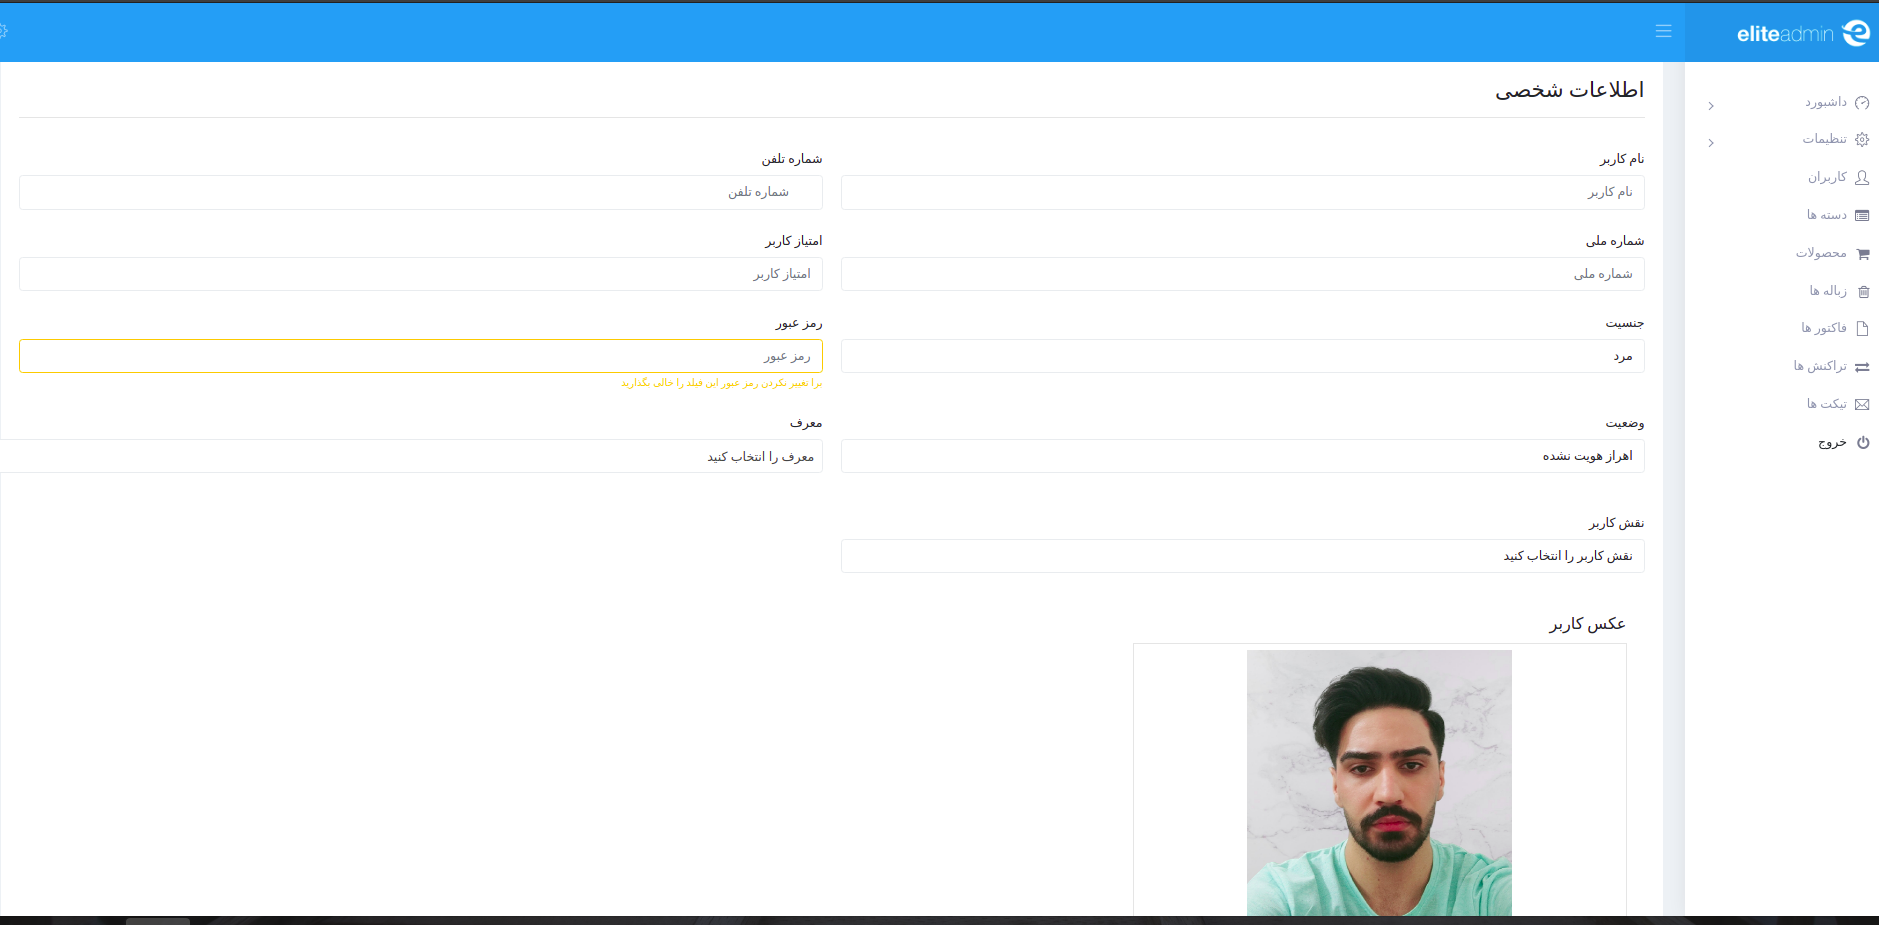 eliteadmin
داشبورد
تنظیمات
کاربران
دسته ها
محصولات
زباله ها
فاکتور ها
تراکنش ها
تیکت ها
خروج
اطلاعات شخصی
نام کاربر
شماره تلفن
نام کاربر
شماره تلفن
شماره ملی
امتیاز کاربر
شماره ملی
امتیاز کاربر
جنسیت
رمز عبور
مرد
رمز عبور
برا تغییر نکردن رمز عبور این فیلد را خالی بگذارید
وضعیت
معرف
اهراز هویت نشده
معرف را انتخاب کنید
نقش کاربر
نقش کاربر را انتخاب کنید
عکس کاربر